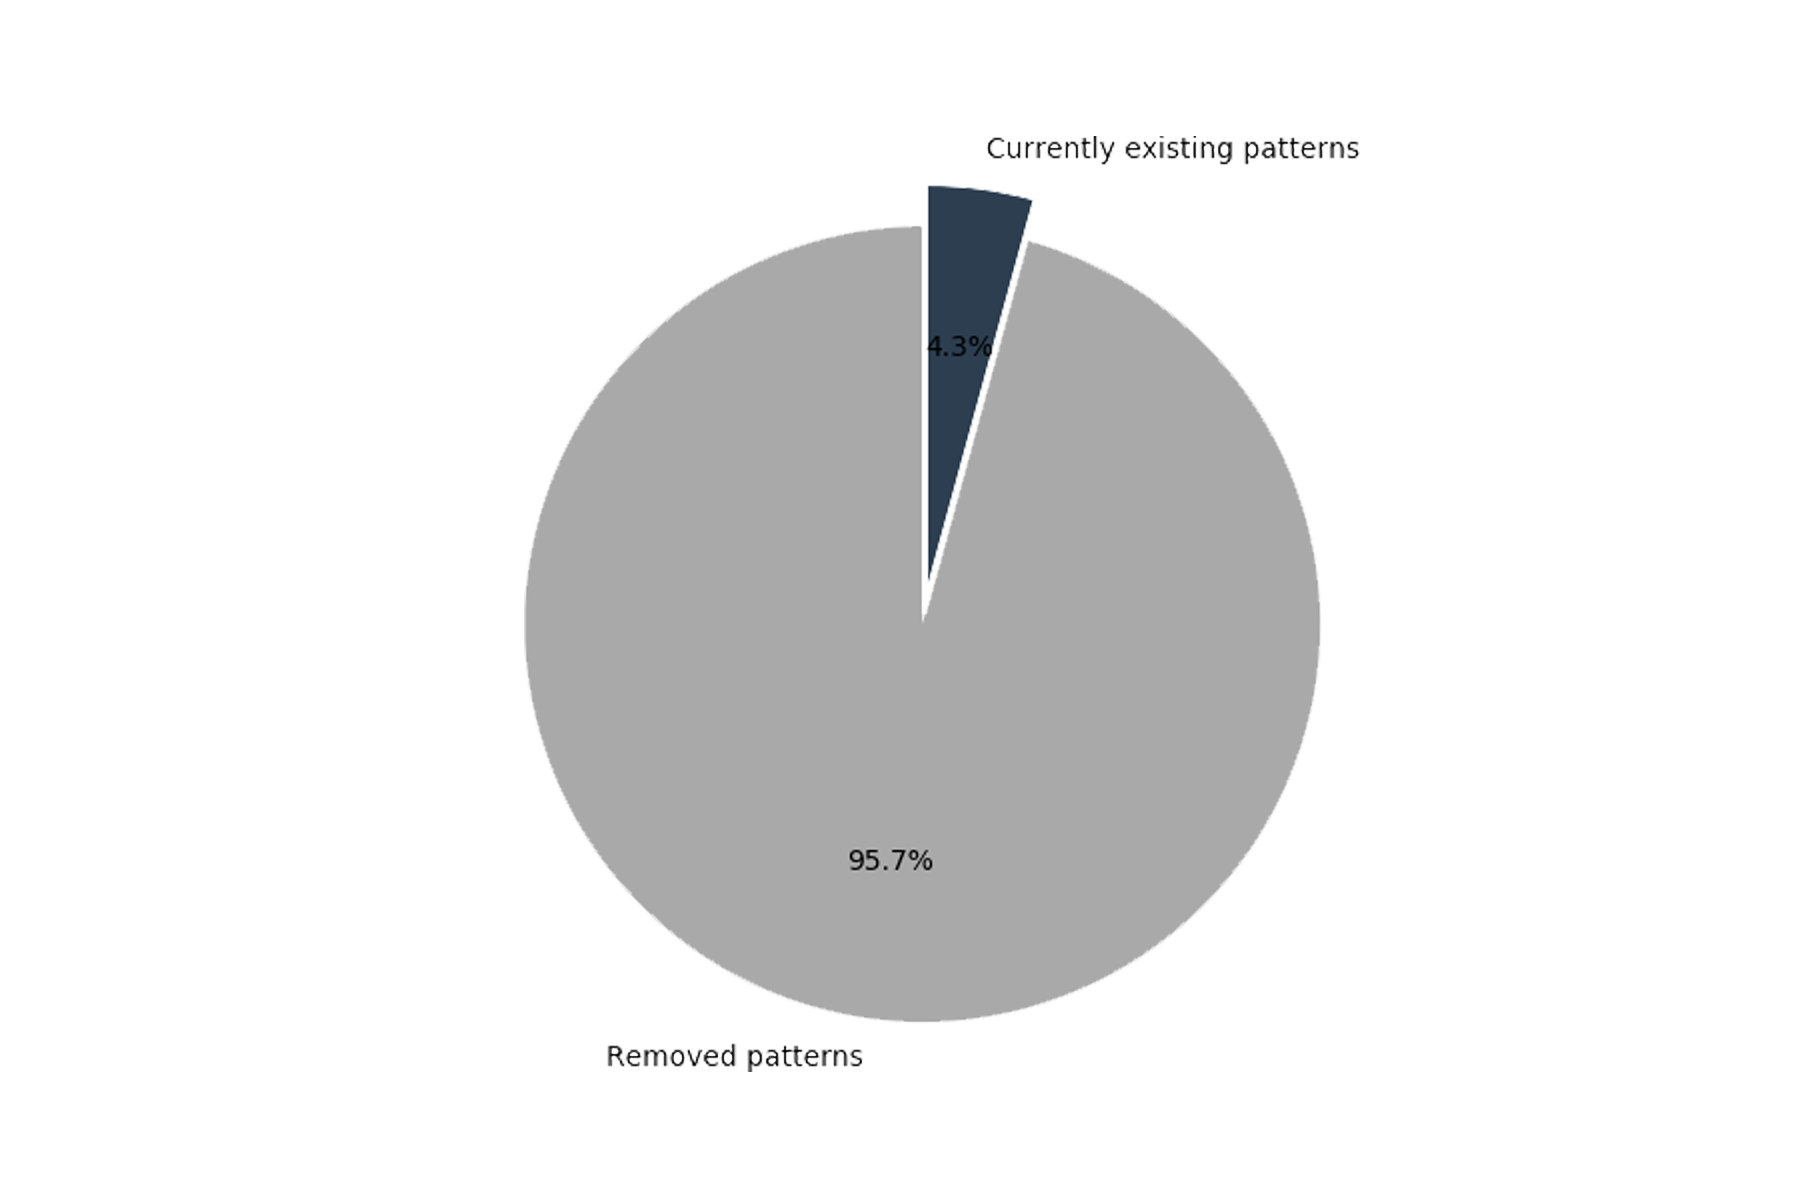 Currently existing patterns
4.3%
95.7%
Removed patterns